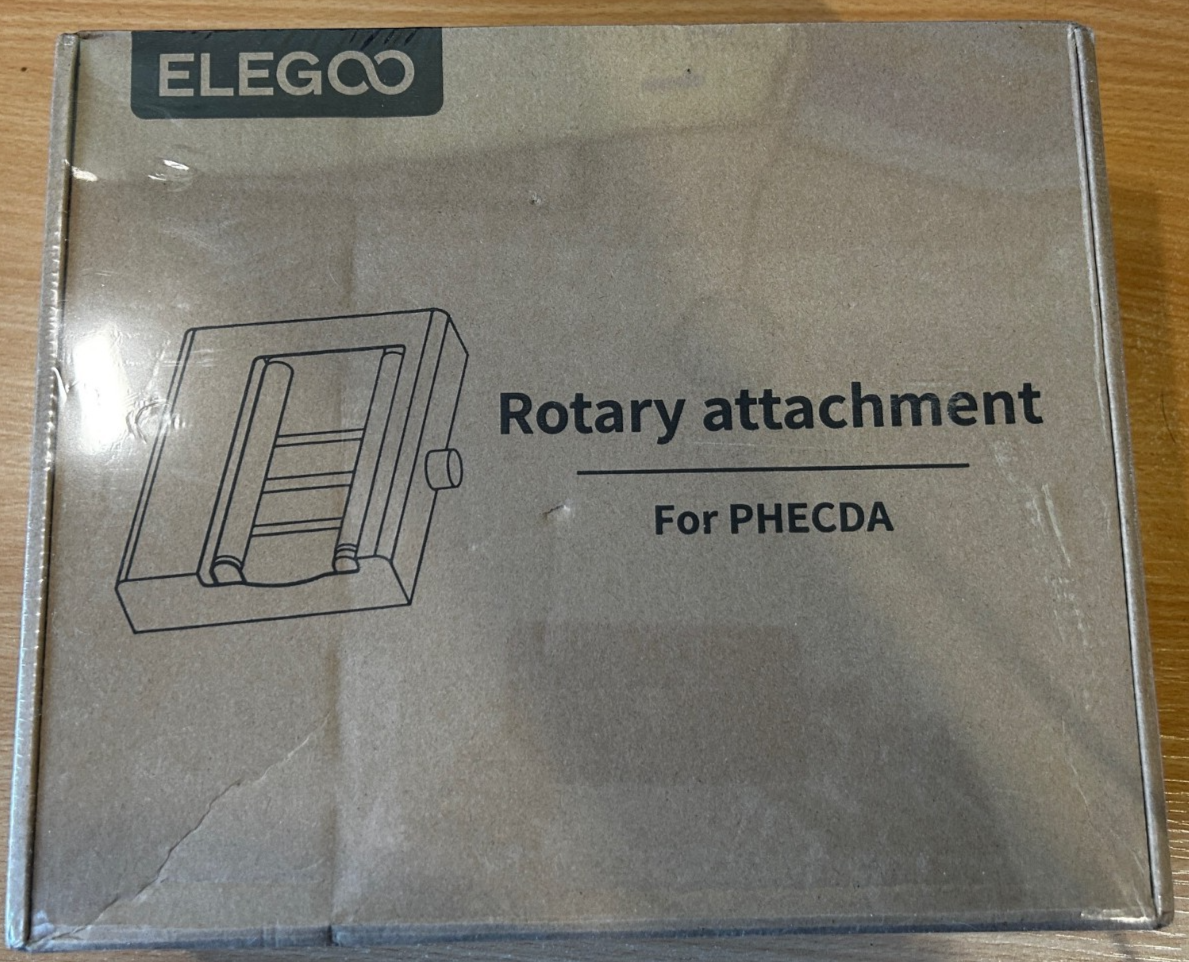 ELEGOO
Rotary attachment
For PHECDA